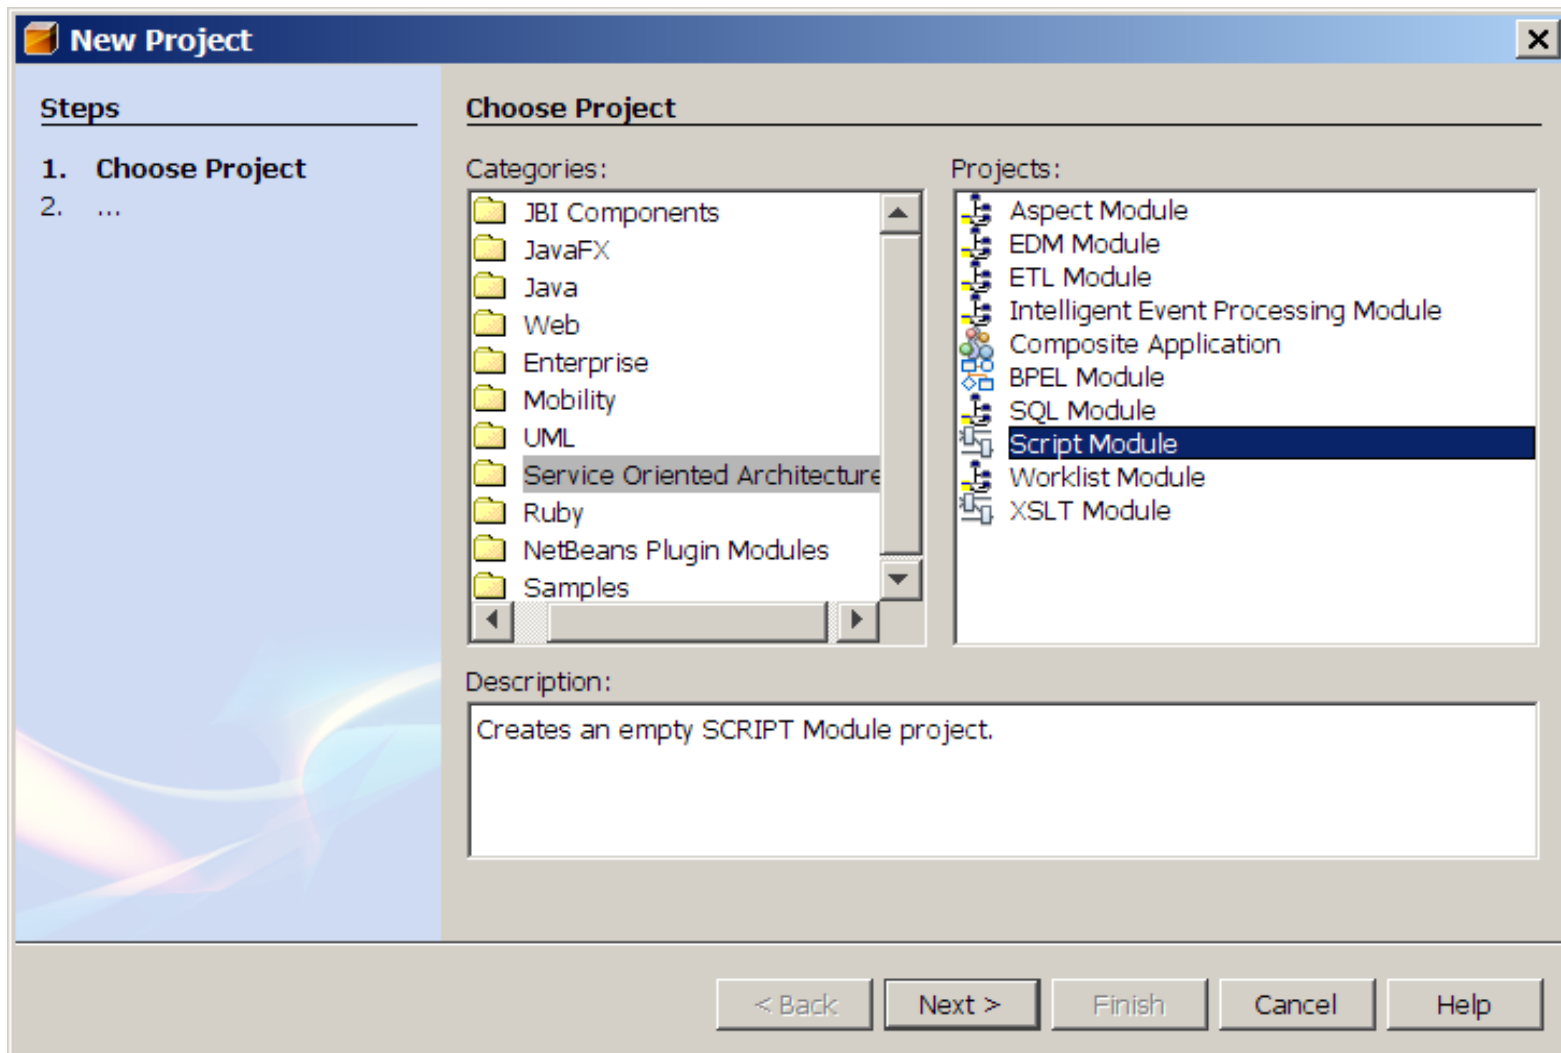 New Project
Steps
1. Choose Project
2. ...
Choose Project
Categories:
JBI Components
JavaFX
Java
Web
Enterprise
Mobility
UML
Service Oriented Architecture
Ruby
NetBeans Plugin Modules
Samples
Projects:
Aspect Module
EDM Module
ETL Module
Intelligent Event Processing Module
Composite Application
BPEL Module
SQL Module
Script Module
Worklist Module
XSLT Module
Description:
Creates an empty SCRIPT Module project.
< Back
Next >
Finish
Cancel
Help